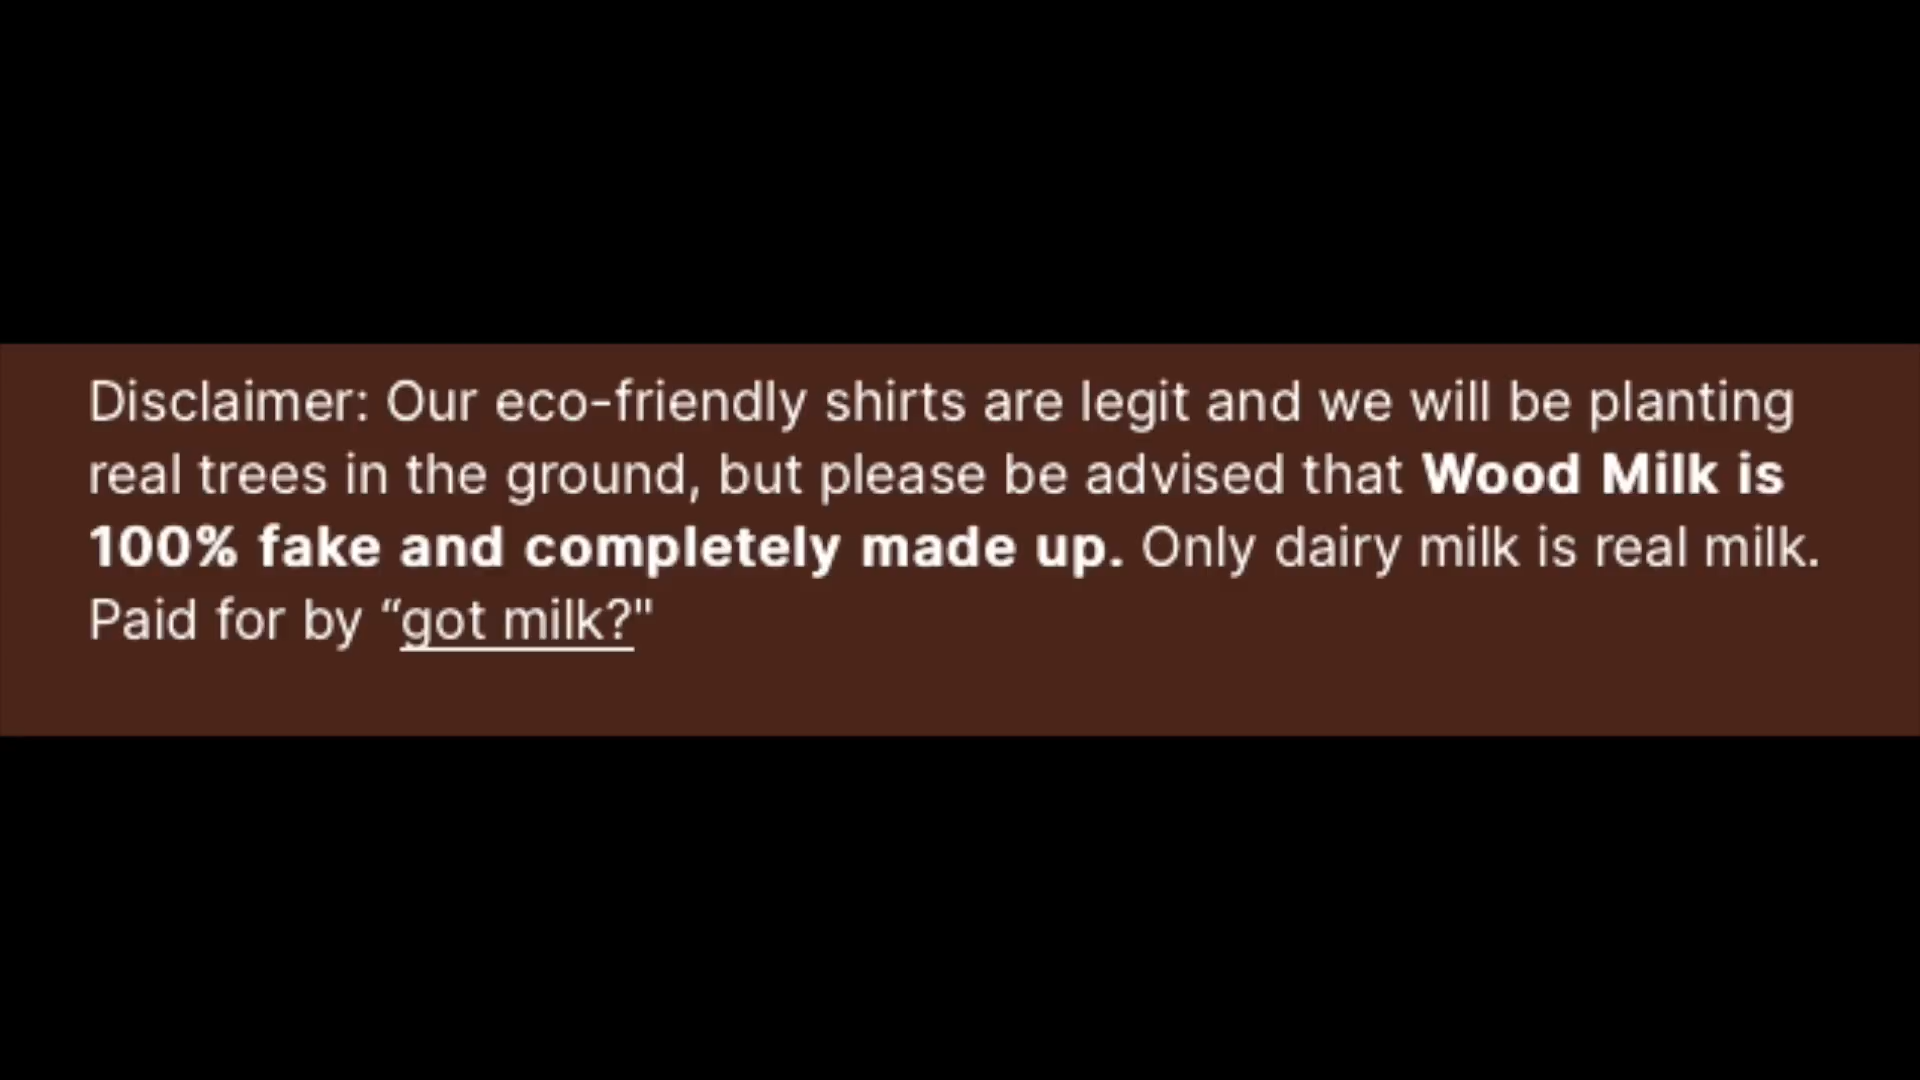 Disclaimer: Our eco-friendly shirts are legit and we will be planting
real trees in the ground, but please be advised that Wood Milk is
100% fake and completely made up. Only dairy milk is real milk.
Paid for by “got milk?"